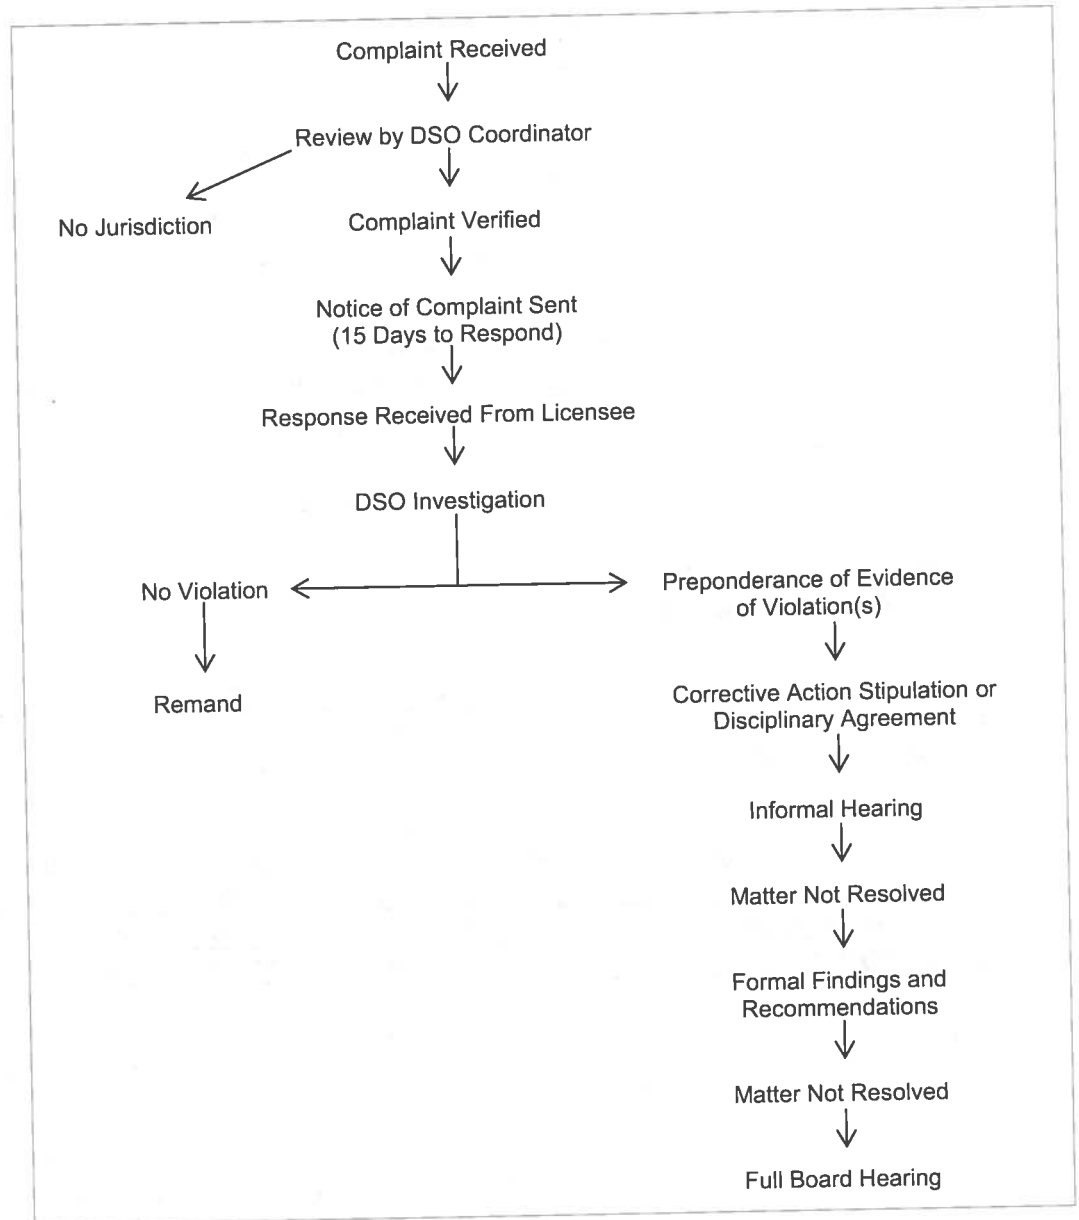 Complaint Received
Review by DSO Coordinator
No Jurisdiction
Complaint Verified
Notice of Complaint Sent
(15 Days to Respond)
Response Received From Licensee
DSO Investigation
No Violation
Preponderance of Evidence
of Violation(s)
Remand
Corrective Action Stipulation or
Disciplinary Agreement
Informal Hearing
Matter Not Resolved
Formal Findings and
Recommendations
Matter Not Resolved
Full Board Hearing